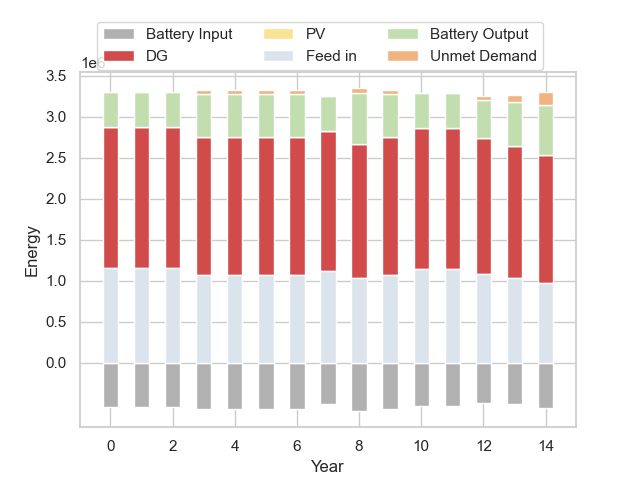 Battery Input PV Battery Output
DG Feed in Unmet Demand
1e6
3.5
3.0
2.5
2.0
1.5
1.0
0.5
0.0
Energy
0 2 4 6 8 10 12 14
Year